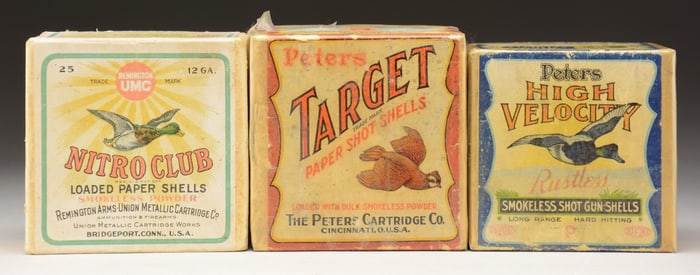 25
12 GA.
TRADE MARK
REMINGTON
UMC
NITRO CLUB
LOADED PAPER SHELLS
SMOKELESS POWDER
REMINGTON ARMS-UNION METALLIC CARTRIDGE CO.
AMMUNITION & FIREARMS
UNION METALLIC CARTRIDGE WORKS
BRIDGEPORT, CONN., U.S.A.
Peters
TARGET
TRADE MARK
PAPER SHOT SHELLS
LOADED WITH BULK SMOKELESS POWDER
THE PETERS CARTRIDGE CO.
CINCINNATI, O.U.S.A.
Peters
HIGH
VELOCITY
Rustless
SMOKELESS SHOT GUN SHELLS
LONG RANGE HARD HITTING
P